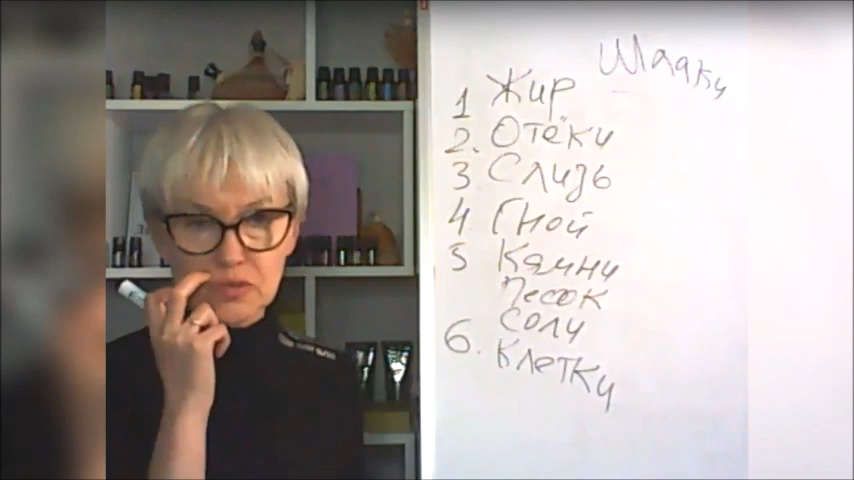 Шлаки
1 Жир
2. Отёки
3 Слизь
4 Гной
5 Камни
Песок
Соли
6. Клетки